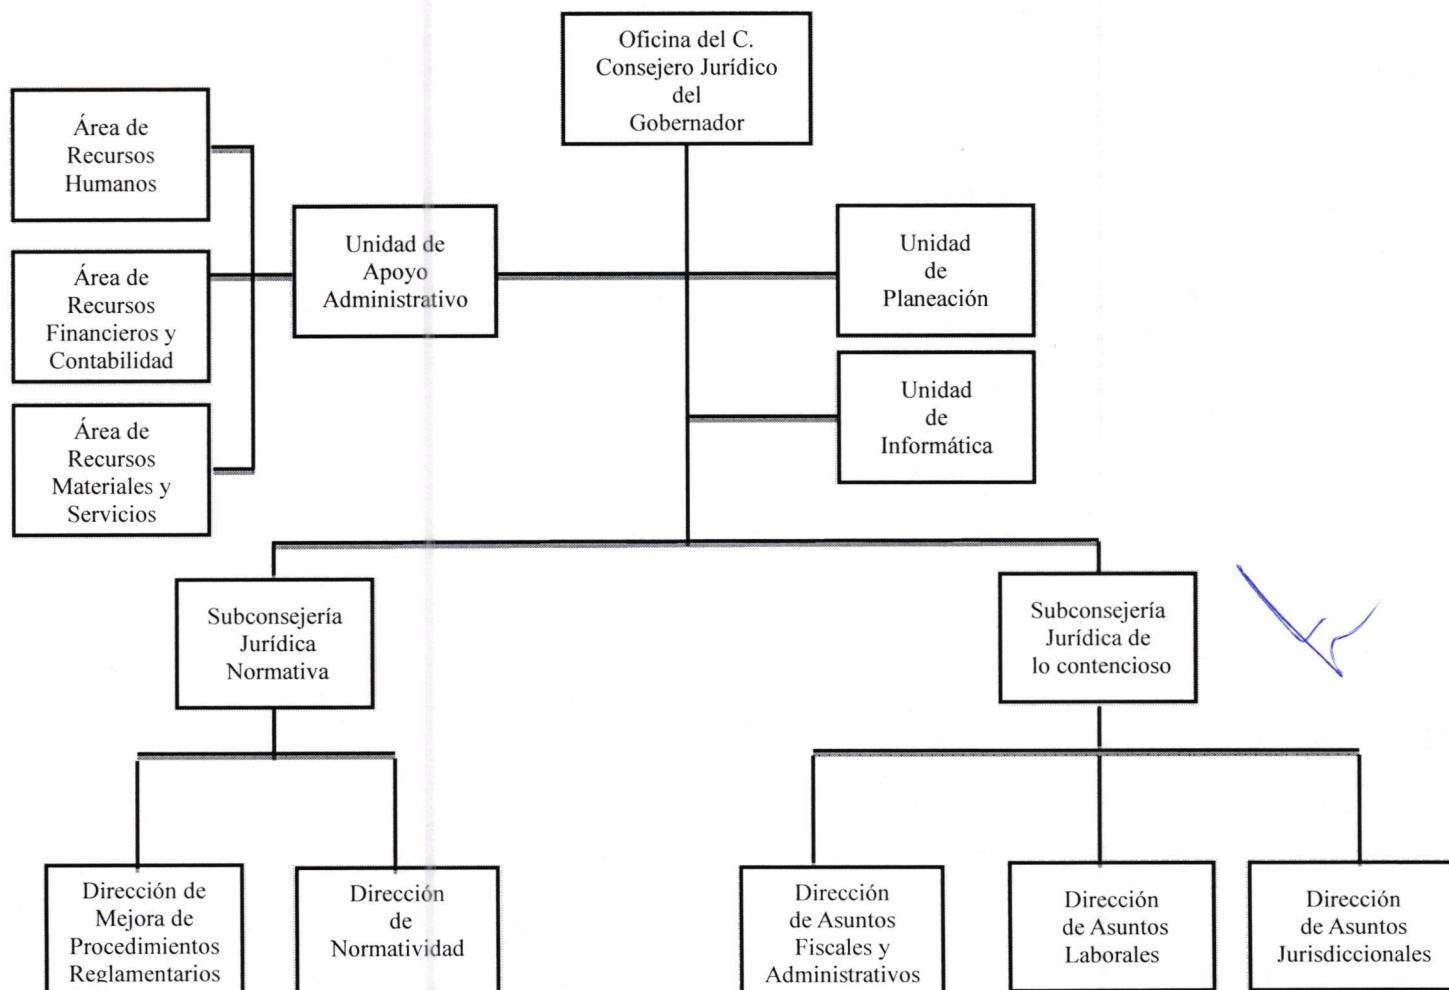 Oficina del C.
Consejero Jurídico
del
Gobernador
Área de
Recursos
Humanos
Unidad de
Apoyo
Administrativo
Unidad
de
Planeación
Área de
Recursos
Financieros y
Contabilidad
Unidad
de
Informática
Área de
Recursos
Materiales y
Servicios
Subconsejería
Jurídica
Normativa
Subconsejería
Jurídica de
lo contencioso
Dirección de
Mejora de
Procedimientos
Reglamentarios
Dirección
de
Normatividad
Dirección
de Asuntos
Fiscales y
Administrativos
Dirección
de Asuntos
Laborales
Dirección
de Asuntos
Jurisdiccionales